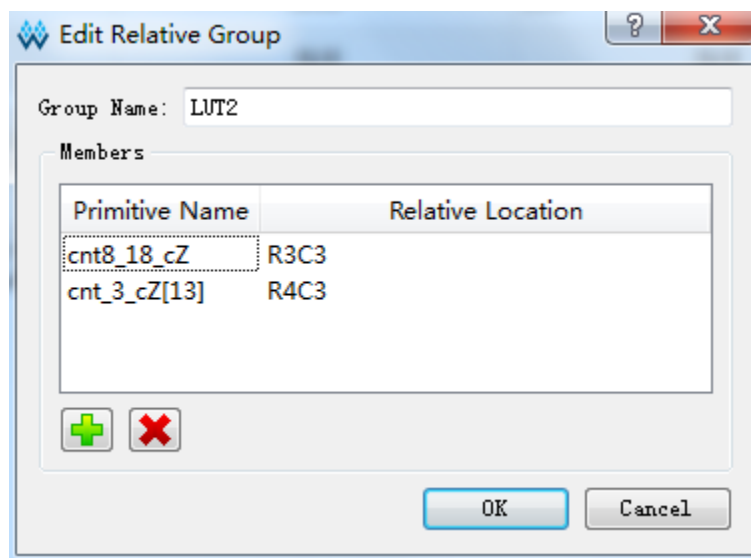 Edit Relative Group
Group Name: LUT2
Members
Primitive Name Relative Location
cnt8_18_cZ R3C3
cnt_3_cZ[13] R4C3
OK Cancel